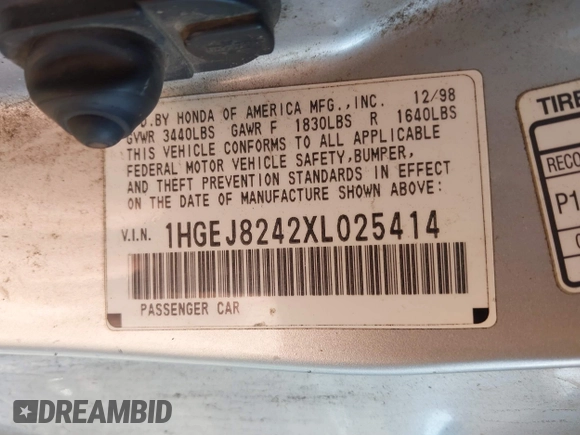 BY HONDA OF AMERICA MFG.,INC. 12/98
GVWR 3440LBS GAWR F 1830LBS R 1640LBS
THIS VEHICLE CONFORMS TO ALL APPLICABLE
FEDERAL MOTOR VEHICLE SAFETY,BUMPER,
AND THEFT PREVENTION STANDARDS IN EFFECT
ON THE DATE OF MANUFACTURE SHOWN ABOVE:
V.I.N. 1HGEJ8242XL025414
PASSENGER CAR
TIRE
RECO
P1
DREAMBID